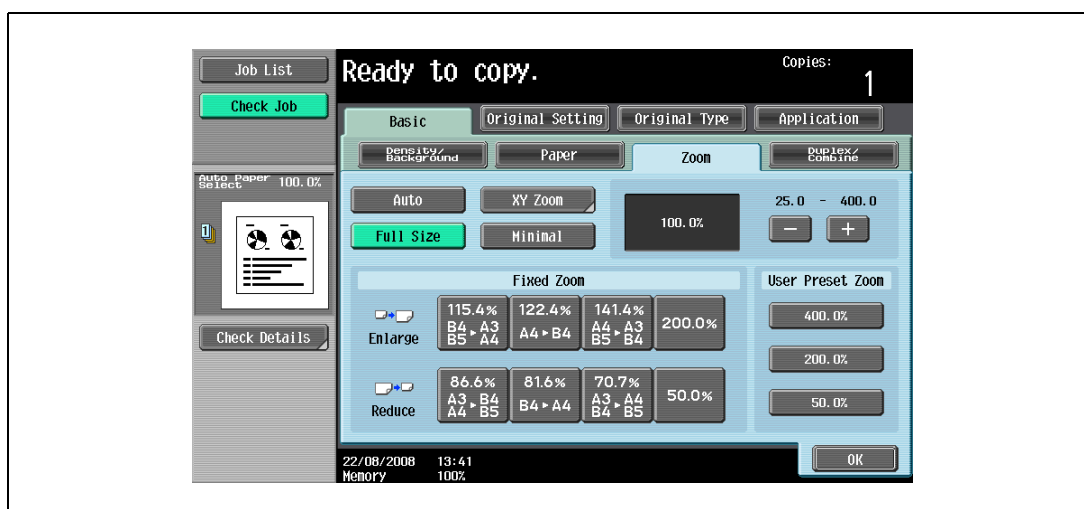 Job List
Check Job
Auto Paper
Select
100.0%
1
Check Details
Ready to copy.
Copies:
1
Basic
Original Setting
Original Type
Application
Density/
Background
Paper
Zoom
Duplex/
Combine
Auto
XY Zoom
Full Size
Minimal
100.0%
25.0 - 400.0
− +
Fixed Zoom
Enlarge
115.4%
B4 ▸ A3
B5 ▸ A4
122.4%
A4 ▸ B4
141.4%
A4 ▸ A3
B5 ▸ B4
200.0%
Reduce
86.6%
A3 ▸ B4
A4 ▸ B5
81.6%
B4 ▸ A4
70.7%
A3 ▸ A4
B4 ▸ B5
50.0%
User Preset Zoom
400.0%
200.0%
50.0%
22/08/2008 13:41
Memory 100%
OK